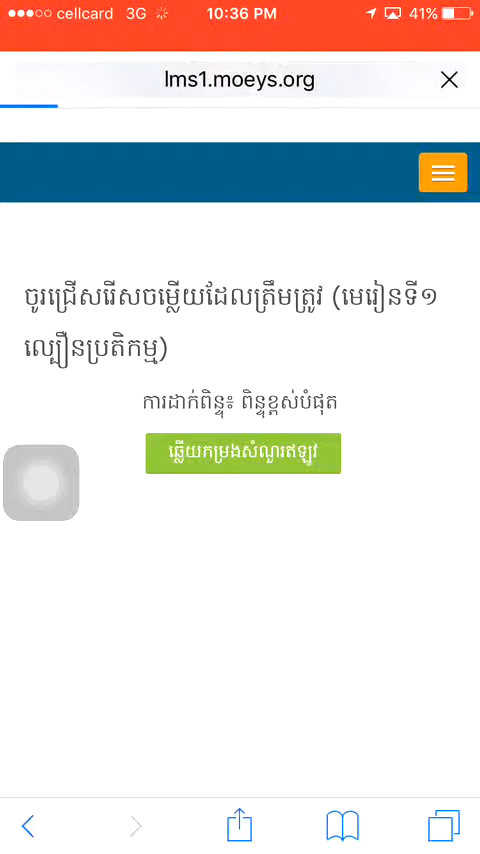 cellcard 3G 10:36 PM 41%
lms1.moeys.org
ចូរជ្រើសរើសចម្លើយដែលត្រឹមត្រូវ (មេរៀនទី១
ល្បឿនប្រតិកម្ម)
ការដាក់ពិន្ទុ៖ ពិន្ទុខ្ពស់បំផុត
ឆ្លើយកម្រងសំណួរឥឡូវ